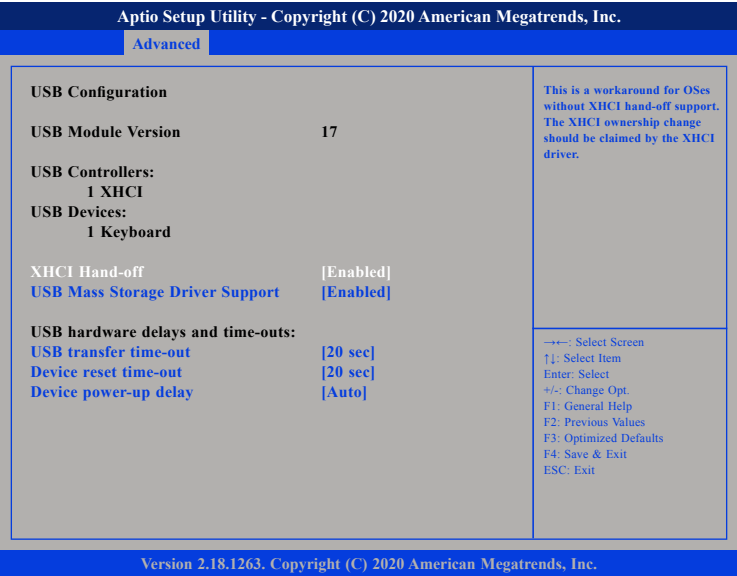 Aptio Setup Utility - Copyright (C) 2020 American Megatrends, Inc.
Advanced
USB Configuration
USB Module Version 17
USB Controllers:
1 XHCI
USB Devices:
1 Keyboard
XHCI Hand-off [Enabled]
USB Mass Storage Driver Support [Enabled]
USB hardware delays and time-outs:
USB transfer time-out [20 sec]
Device reset time-out [20 sec]
Device power-up delay [Auto]
This is a workaround for OSes
without XHCI hand-off support.
The XHCI ownership change
should be claimed by the XHCI
driver.
→←: Select Screen
↑↓: Select Item
Enter: Select
+/-: Change Opt.
F1: General Help
F2: Previous Values
F3: Optimized Defaults
F4: Save & Exit
ESC: Exit
Version 2.18.1263. Copyright (C) 2020 American Megatrends, Inc.